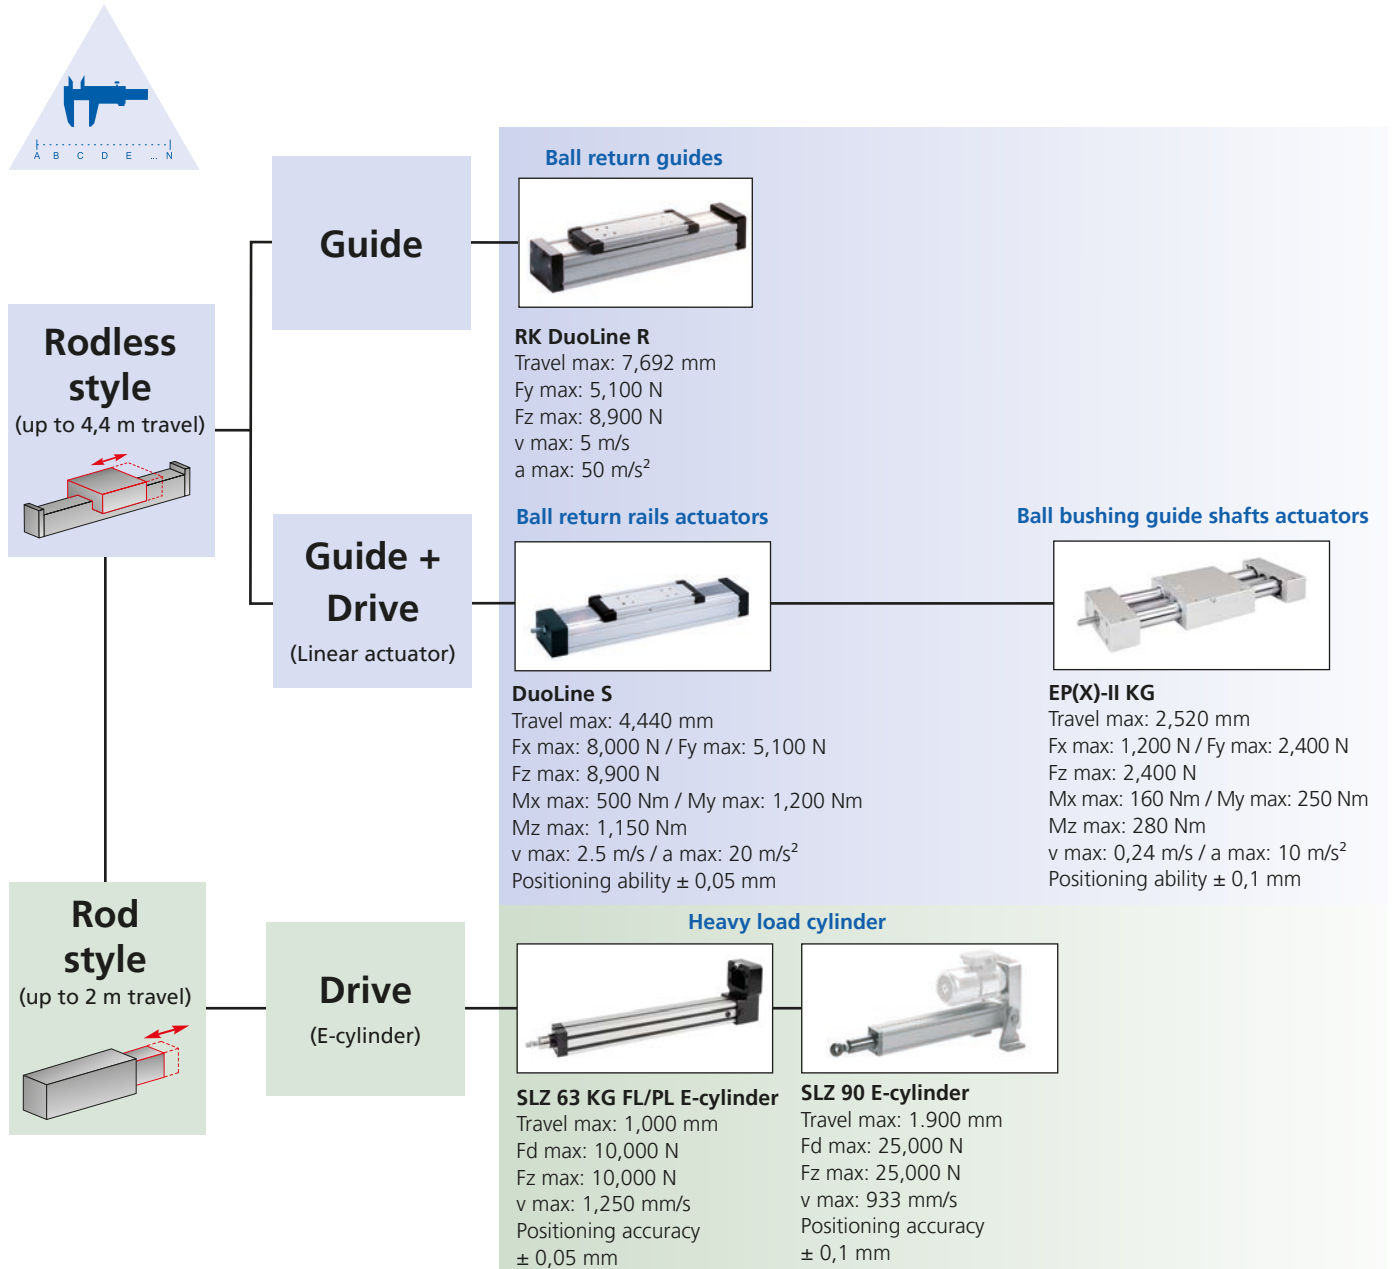 A B C D E ... N
Ball return guides
Guide
RK DuoLine R
Travel max: 7,692 mm
Fy max: 5,100 N
Fz max: 8,900 N
v max: 5 m/s
a max: 50 m/s²
Rodless
style
(up to 4,4 m travel)
Ball return rails actuators
Ball bushing guide shafts actuators
Guide +
Drive
(Linear actuator)
DuoLine S
Travel max: 4,440 mm
Fx max: 8,000 N / Fy max: 5,100 N
Fz max: 8,900 N
Mx max: 500 Nm / My max: 1,200 Nm
Mz max: 1,150 Nm
v max: 2.5 m/s / a max: 20 m/s²
Positioning ability ± 0,05 mm
EP(X)-II KG
Travel max: 2,520 mm
Fx max: 1,200 N / Fy max: 2,400 N
Fz max: 2,400 N
Mx max: 160 Nm / My max: 250 Nm
Mz max: 280 Nm
v max: 0,24 m/s / a max: 10 m/s²
Positioning ability ± 0,1 mm
Rod
style
(up to 2 m travel)
Heavy load cylinder
Drive
(E-cylinder)
SLZ 63 KG FL/PL E-cylinder
Travel max: 1,000 mm
Fd max: 10,000 N
Fz max: 10,000 N
v max: 1,250 mm/s
Positioning accuracy
± 0,05 mm
SLZ 90 E-cylinder
Travel max: 1.900 mm
Fd max: 25,000 N
Fz max: 25,000 N
v max: 933 mm/s
Positioning accuracy
± 0,1 mm